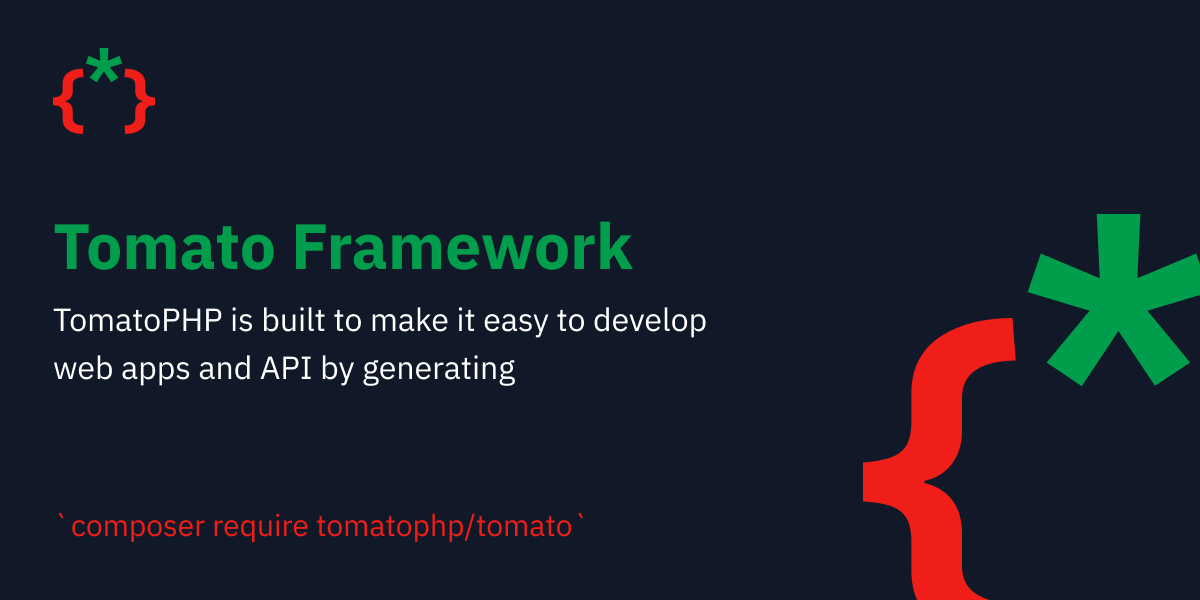 {*}
Tomato Framework
TomatoPHP is built to make it easy to develop
web apps and API by generating
`composer require tomatophp/tomato`